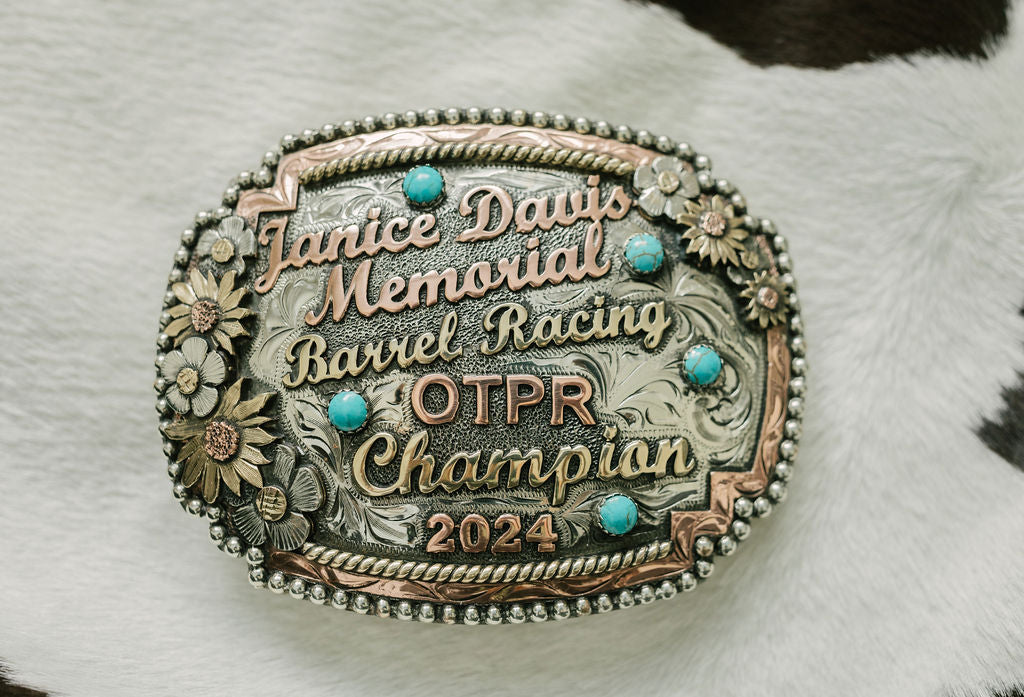 Janice Davis
Memorial
Barrel Racing
OTPR
Champion
2024